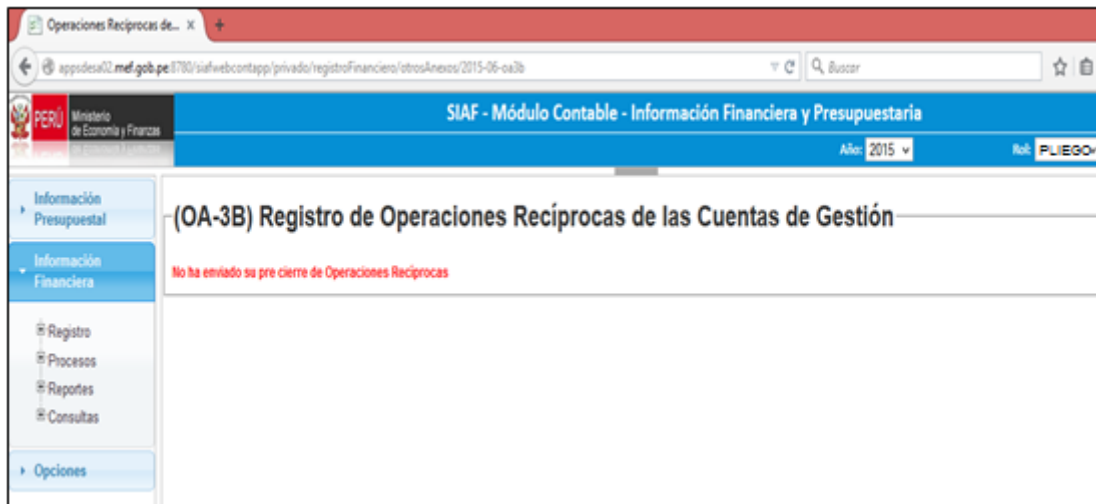 Operaciones Recíprocas de... ×
appsdesa02.mef.gob.pe:8780/siafwebcontapp/privado/registroFinanciero/otrosAnexos/2015-06-oa3b
Buscar
PERÚ Ministerio
de Economía y Finanzas
SIAF - Módulo Contable - Información Financiera y Presupuestaria
Año: 2015
Rol: PLIEGO
Información
Presupuestal
(OA-3B) Registro de Operaciones Recíprocas de las Cuentas de Gestión
Información
Financiera
No ha enviado su pre cierre de Operaciones Recíprocas
Registro
Procesos
Reportes
Consultas
Opciones